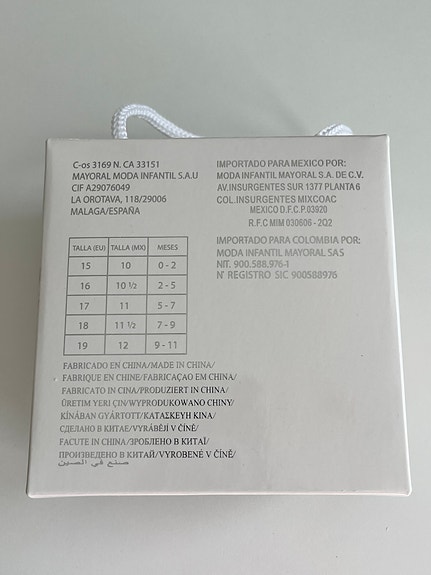 C-os 3169 N. CA 33151
MAYORAL MODA INFANTIL S.A.U
CIF A29076049
LA OROTAVA, 118/29006
MALAGA/ESPAÑA
IMPORTADO PARA MEXICO POR:
MODA INFANTIL MAYORAL S.A. DE C.V.
AV.INSURGENTES SUR 1377 PLANTA 6
COL.INSURGENTES MIXCOAC
MEXICO D.F.C.P.03920
R.F.C MIM 030606 - 2Q2
IMPORTADO PARA COLOMBIA POR:
MODA INFANTIL MAYORAL SAS
NIT. 900.588.976-1
N' REGISTRO SIC 900588976
TALLA (EU) TALLA (MX) MESES
15 10 0 - 2
16 10 1/2 2 - 5
17 11 5 - 7
18 11 1/2 7 - 9
19 12 9 - 11
FABRICADO EN CHINA/MADE IN CHINA/
FABRIQUE EN CHINE/FABRICAÇAO EM CHINA/
FABRICATO IN CINA/PRODUZIERT IN CHINA/
ÜRETIM YERI ÇIN/WYPRODUKOWANO CHINY/
KÍNÁBAN GYÁRTOTT/ΚΑΤΑΣΚΕΥΗ ΚΙΝΑ/
СДЕЛАНО В КИТАЕ/VYRÁBĚJÍ V ČÍNĚ/
FACUTE IN CHINA/ЗРОБЛЕНО В КИТАЇ/
ПРОИЗВЕДЕНО В КИТАЙ/VYROBENÉ V ČÍNĚ/
صنع في الصين